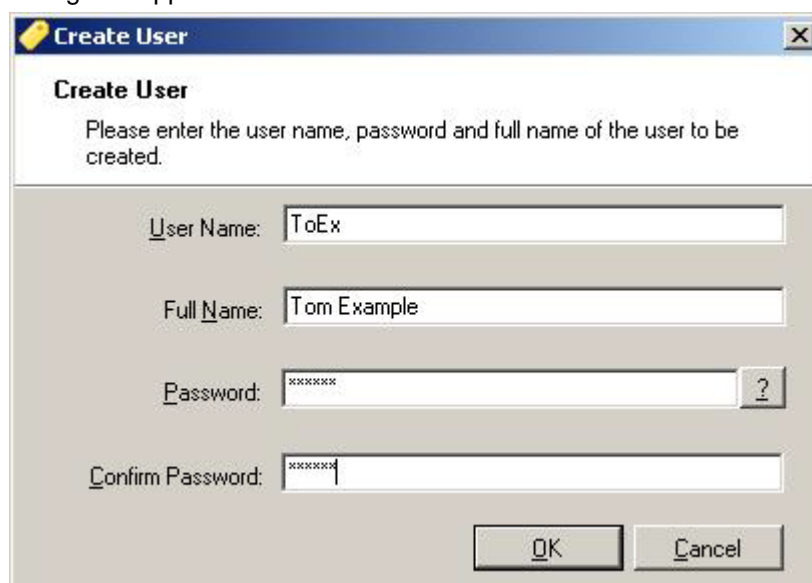 Create User
Create User
Please enter the user name, password and full name of the user to be
created.
User Name: ToEx
Full Name: Tom Example
Password: ****** ?
Confirm Password: ******
OK Cancel